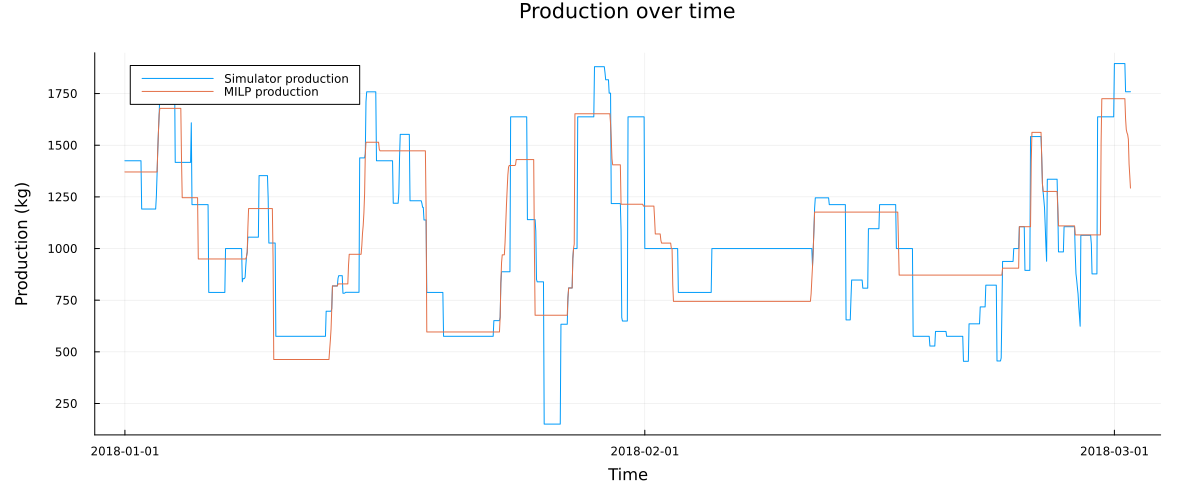 Production over time
Simulator production
MILP production
1750
1500
1250
1000
750
500
250
Production (kg)
2018-01-01
2018-02-01
2018-03-01
Time